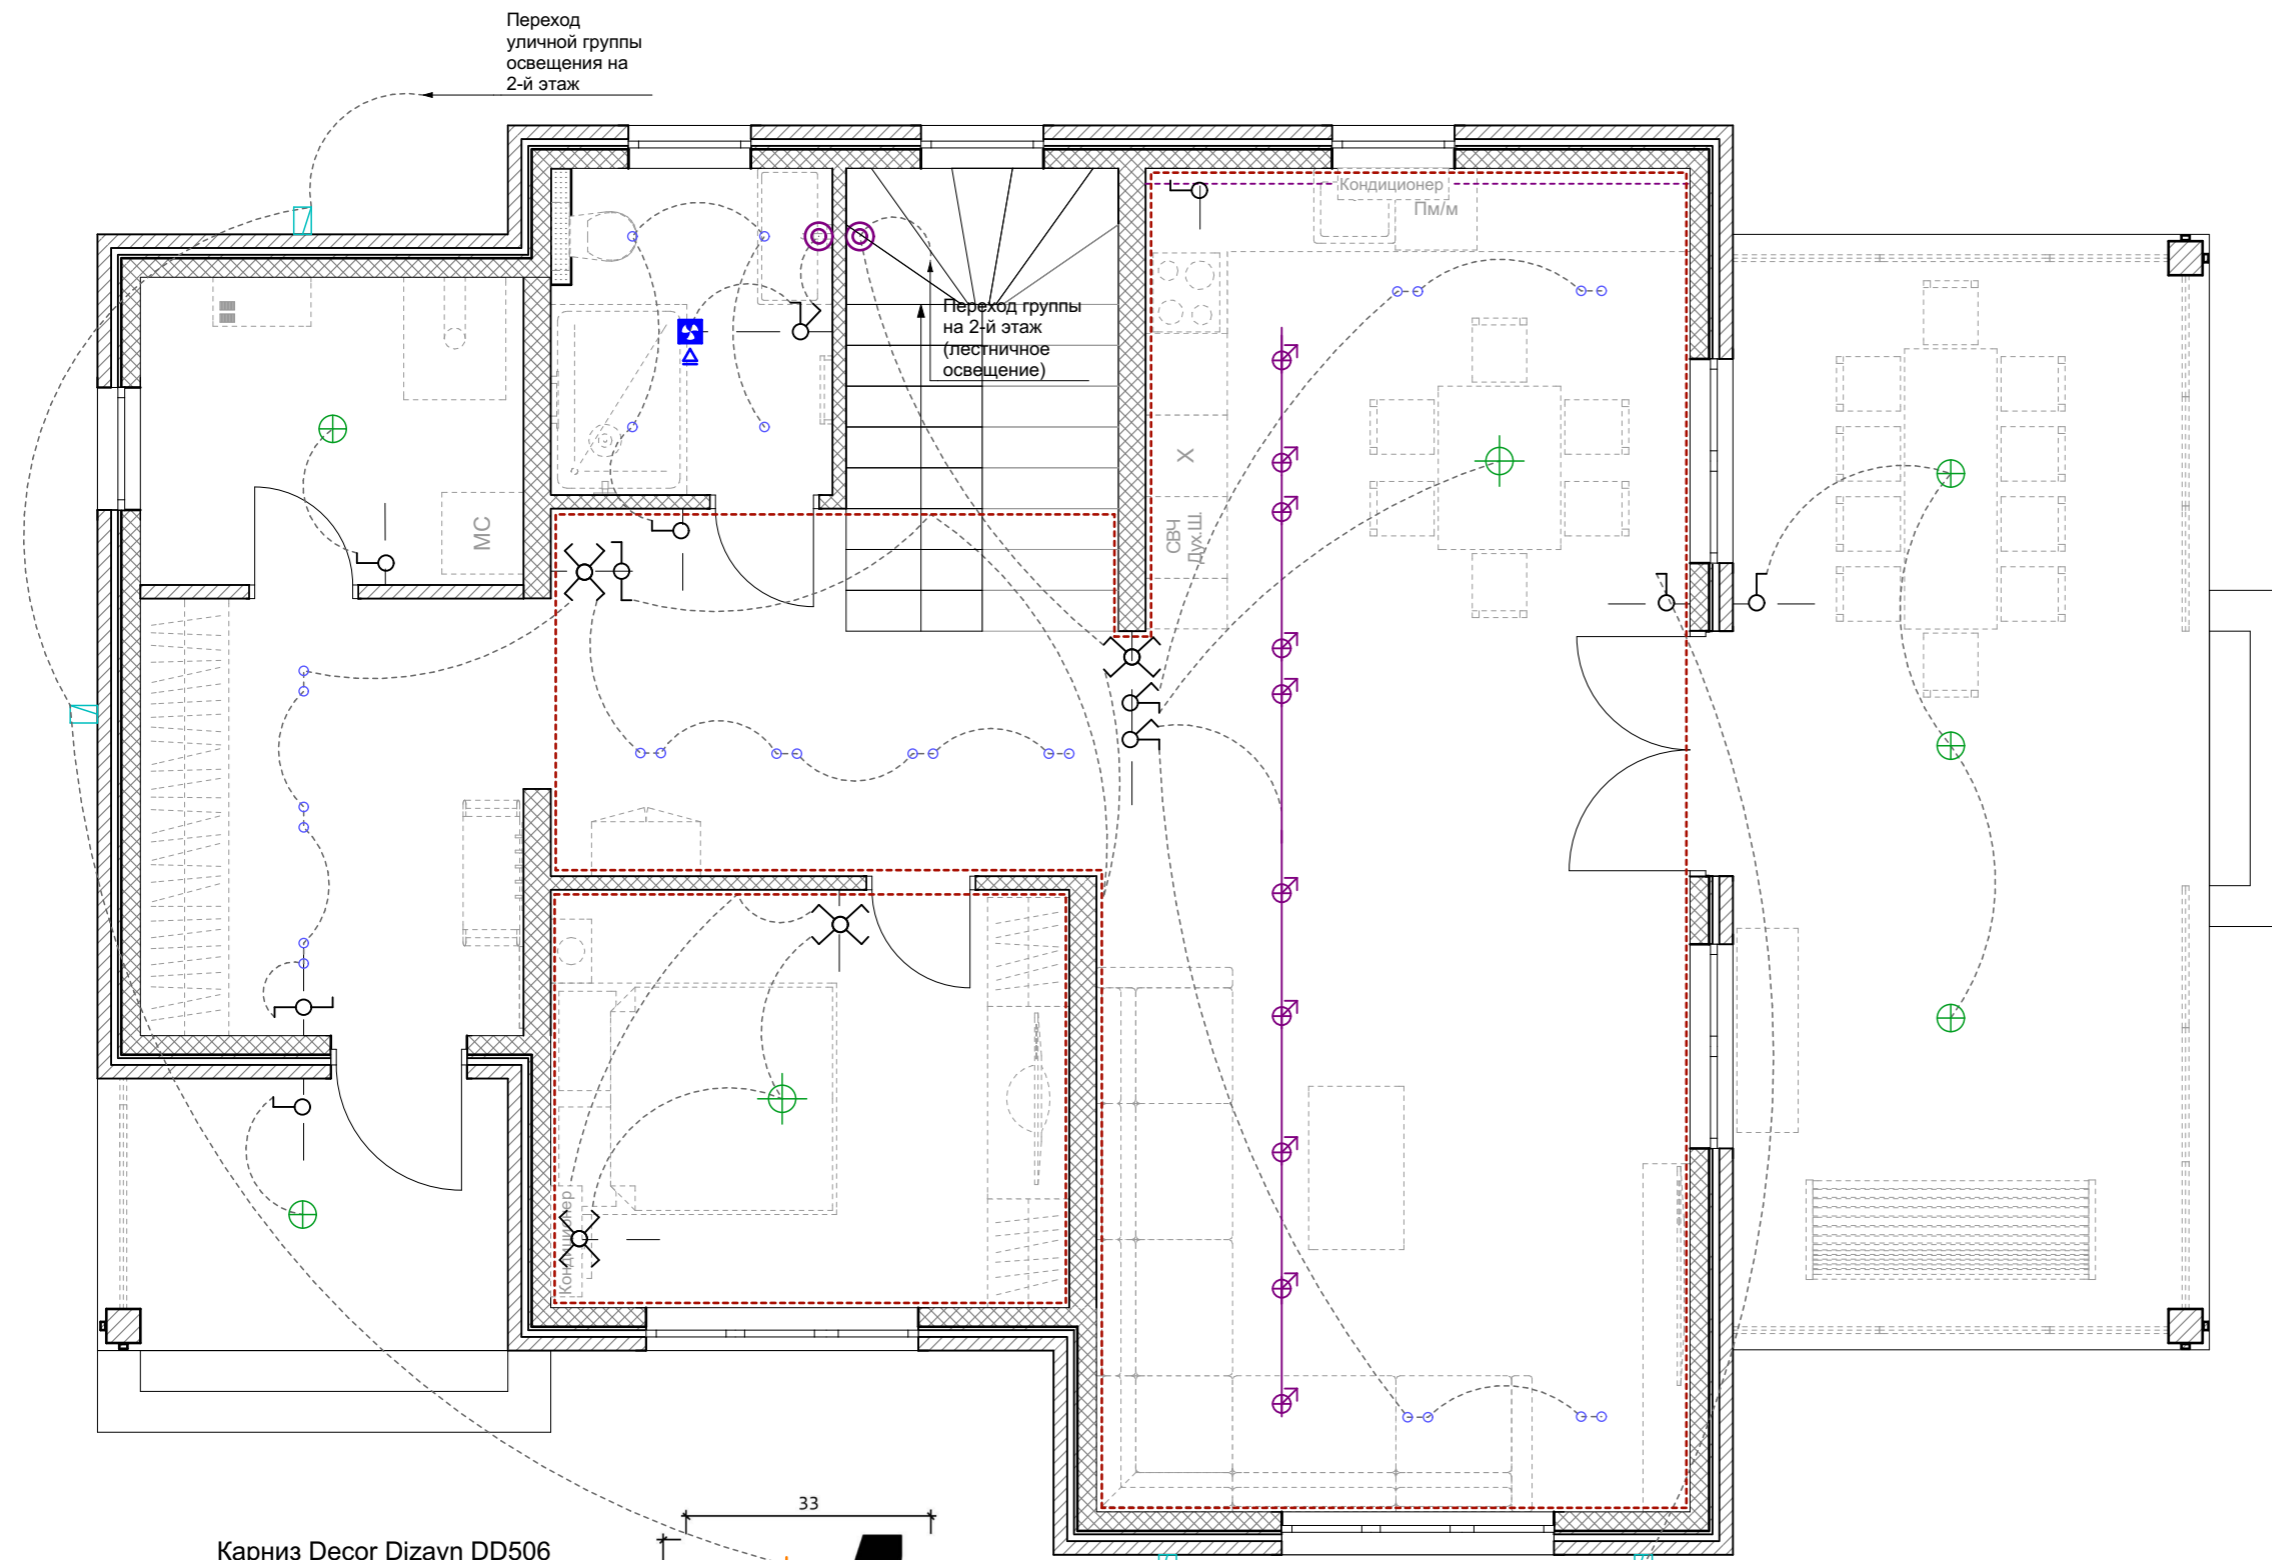 Переход
уличной группы
освещения на
2-й этаж
Кондиционер
Пм/м
Переход группы
на 2-й этаж
(лестничное
освещение)
Х
МС
СВЧ
Дух.Ш.
Кондиционер
33
Карниз Decor Dizayn DD506